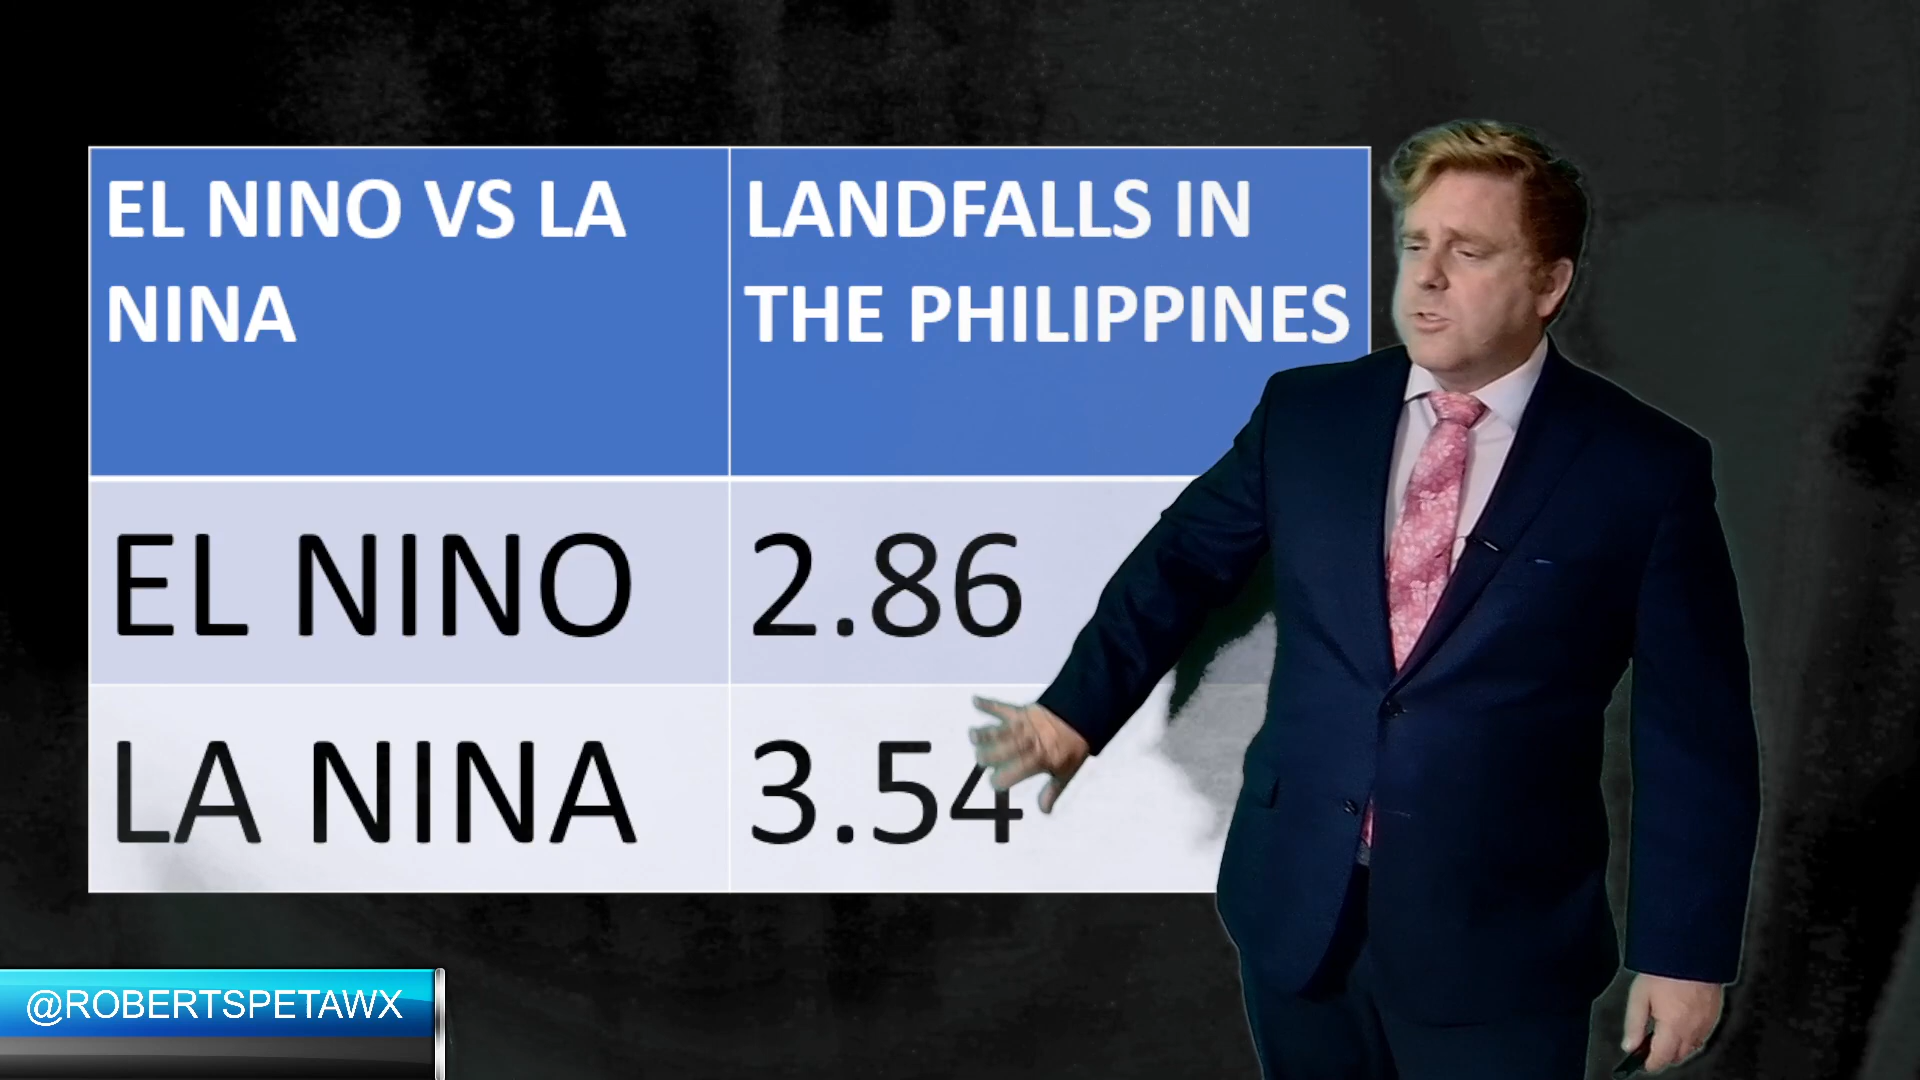 EL NINO VS LA
NINA
LANDFALLS IN
THE PHILIPPINES
EL NINO
2.86
LA NINA
3.54
@ROBERTSPETAWX